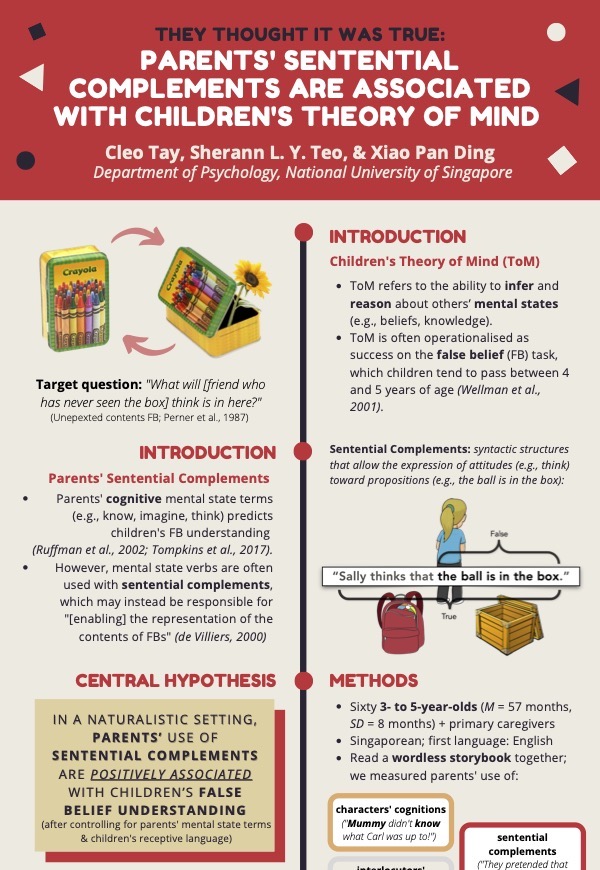 THEY THOUGHT IT WAS TRUE:
PARENTS' SENTENTIAL
COMPLEMENTS ARE ASSOCIATED
WITH CHILDREN'S THEORY OF MIND
Cleo Tay, Sherann L. Y. Teo, & Xiao Pan Ding
Department of Psychology, National University of Singapore
Crayola
Crayola
Target question: "What will [friend who
has never seen the box] think is in here?"
(Unepexted contents FB; Perner et al., 1987)
INTRODUCTION
Children's Theory of Mind (ToM)
• ToM refers to the ability to infer and
reason about others' mental states
(e.g., beliefs, knowledge).
• ToM is often operationalised as
success on the false belief (FB) task,
which children tend to pass between 4
and 5 years of age (Wellman et al.,
2001).
INTRODUCTION
Parents' Sentential Complements
• Parents' cognitive mental state terms
(e.g., know, imagine, think) predicts
children's FB understanding
(Ruffman et al., 2002; Tompkins et al., 2017).
• However, mental state verbs are often
used with sentential complements,
which may instead be responsible for
"[enabling] the representation of the
contents of FBs" (de Villiers, 2000)
Sentential Complements: syntactic structures
that allow the expression of attitudes (e.g., think)
toward propositions (e.g., the ball is in the box):
False
“Sally thinks that the ball is in the box.”
True
CENTRAL HYPOTHESIS
IN A NATURALISTIC SETTING,
PARENTS’ USE OF
SENTENTIAL COMPLEMENTS
ARE POSITIVELY ASSOCIATED
WITH CHILDREN’S FALSE
BELIEF UNDERSTANDING
(after controlling for parents' mental state terms
& children's receptive language)
METHODS
• Sixty 3- to 5-year-olds (M = 57 months,
SD = 8 months) + primary caregivers
• Singaporean; first language: English
• Read a wordless storybook together;
we measured parents' use of:
characters' cognitions
("Mummy didn't know
what Carl was up to!")
interlocutors'
sentential
complements
("They pretended that